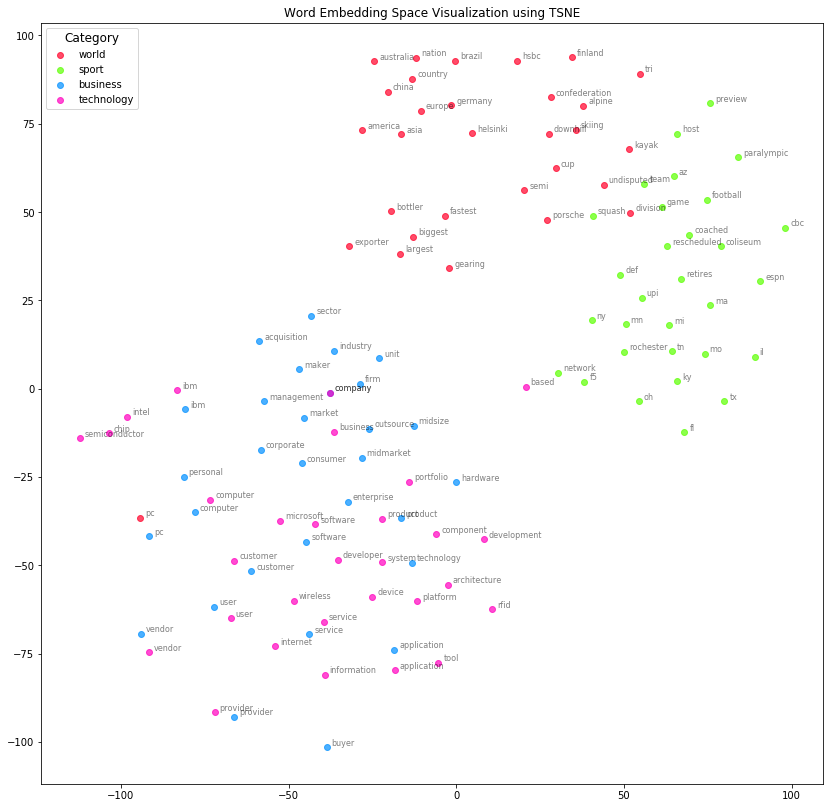 Word Embedding Space Visualization using TSNE
Category
world
sport
business
technology
100
75
50
25
0
−25
−50
−75
−100
−100
−50
0
50
100
australia
nation
brazil
hsbc
finland
tri
country
china
confederation
alpine
preview
europe
germany
america
asia
helsinki
downhill
skiing
host
kayak
paralympic
cup
az
undisputed
team
semi
football
bottler
fastest
porsche
squash
division
game
cbc
biggest
coached
exporter
largest
rescheduled
coliseum
gearing
def
retires
espn
upi
ma
sector
ny
mn
mi
acquisition
industry
unit
rochester
tn
mo
il
maker
firm
network
f5
ky
ibm
company
based
management
oh
tx
ibm
intel
market
chip
semiconductor
business
outsource
midsize
fl
corporate
consumer
midmarket
personal
portfolio
hardware
computer
computer
enterprise
pc
microsoft
software
product
product
pc
software
component
development
customer
customer
developer
system
technology
architecture
user
user
wireless
device
platform
rfid
vendor
vendor
service
service
internet
application
application
information
tool
provider
provider
buyer